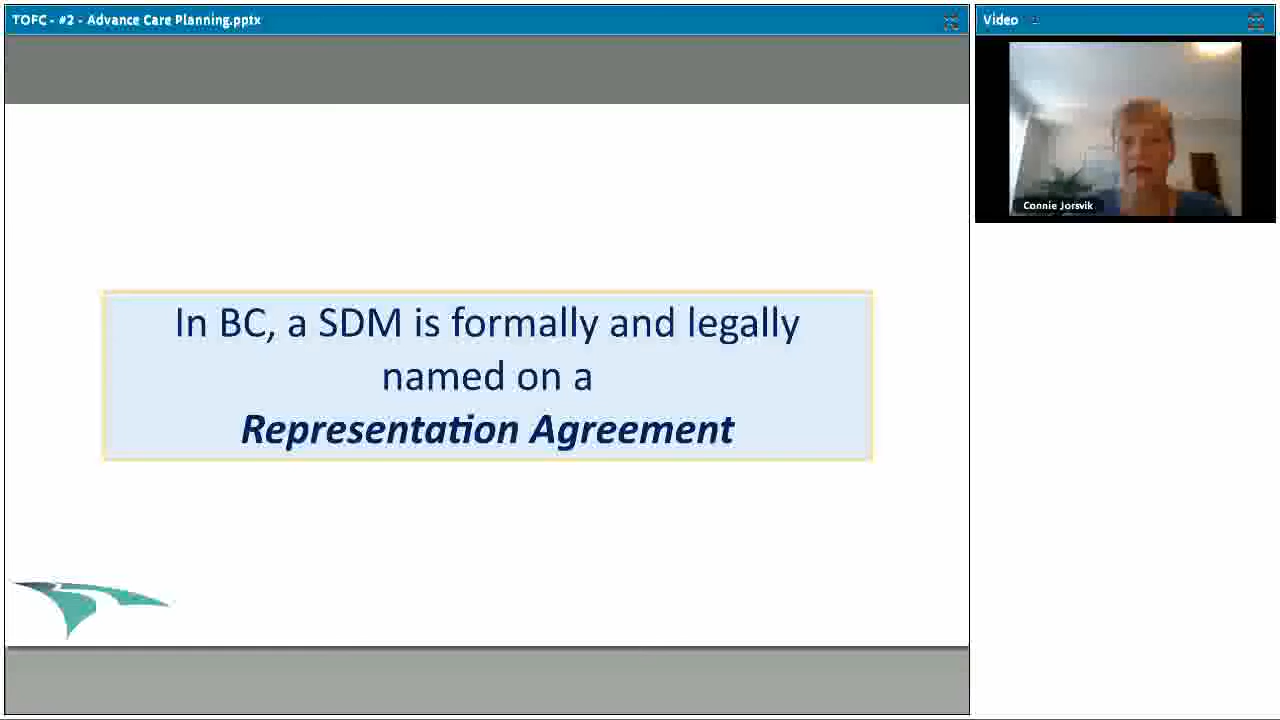 TOFC - #2 - Advance Care Planning.pptx
Video
In BC, a SDM is formally and legally
named on a
Representation Agreement
Connie Jorsvik